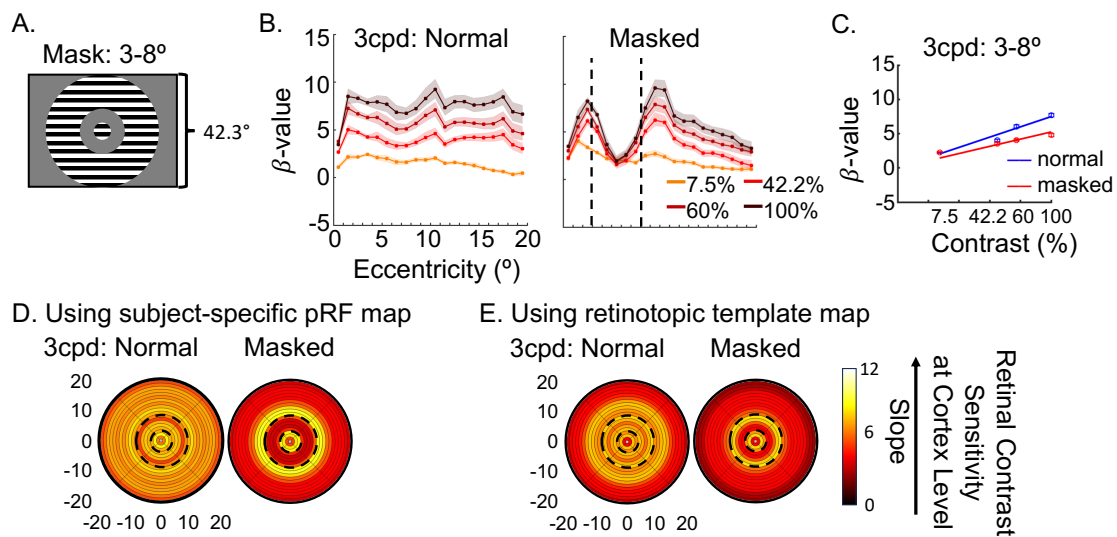 A.
Mask: 3-8º
42.3°
B.
3cpd: Normal
Masked
β-value
15
10
5
0
-5
0 5 10 15 20
Eccentricity (º)
7.5% 42.2%
60% 100%
C.
3cpd: 3-8º
β-value
15
10
5
0
-5
normal
masked
7.5 42.2 60 100
Contrast (%)
D. Using subject-specific pRF map
3cpd: Normal Masked
20
10
0
-10
-20
-20 -10 0 10 20
E. Using retinotopic template map
3cpd: Normal Masked
20
10
0
-10
-20
-20 -10 0 10 20
12
6
0
Slope
Retinal Contrast
Sensitivity
at Cortex Level